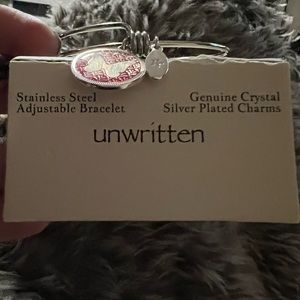 Stainless Steel
Adjustable Bracelet
Genuine Crystal
Silver Plated Charms
unwritten